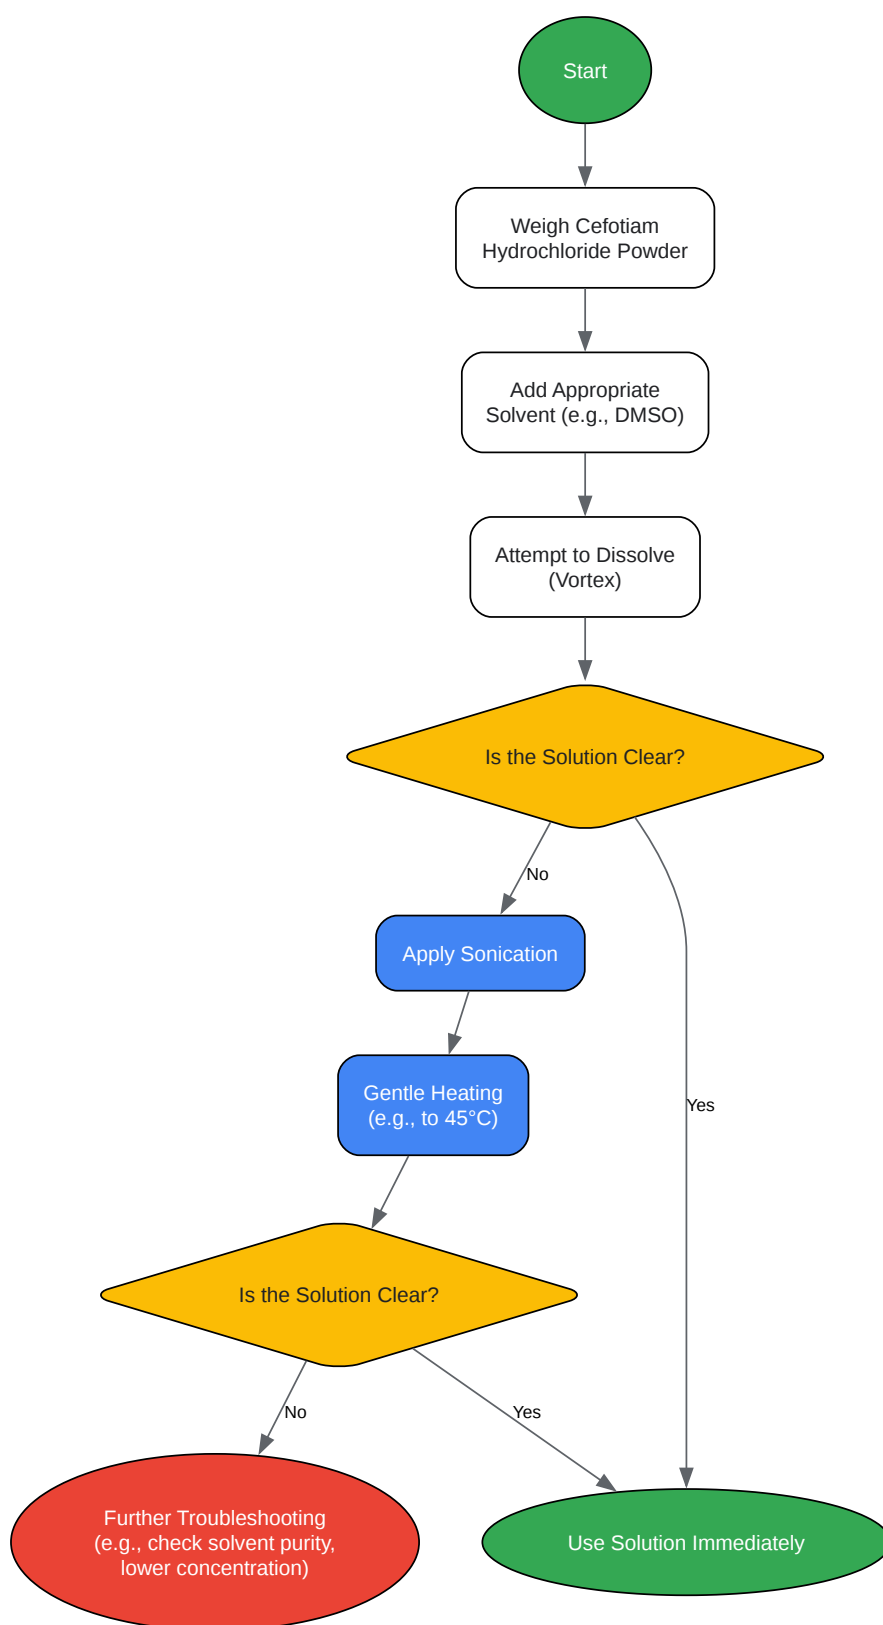 Start
Weigh Cefotiam
Hydrochloride Powder
Add Appropriate
Solvent (e.g., DMSO)
Attempt to Dissolve
(Vortex)
Is the Solution Clear?
No
Apply Sonication
Gentle Heating
(e.g., to 45°C)
Yes
Is the Solution Clear?
No
Yes
Further Troubleshooting
(e.g., check solvent purity,
lower concentration)
Use Solution Immediately